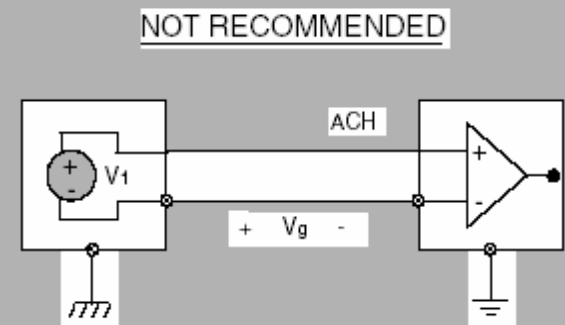 NOT RECOMMENDED
ACH
+
-
V1
+
-
+ Vg -